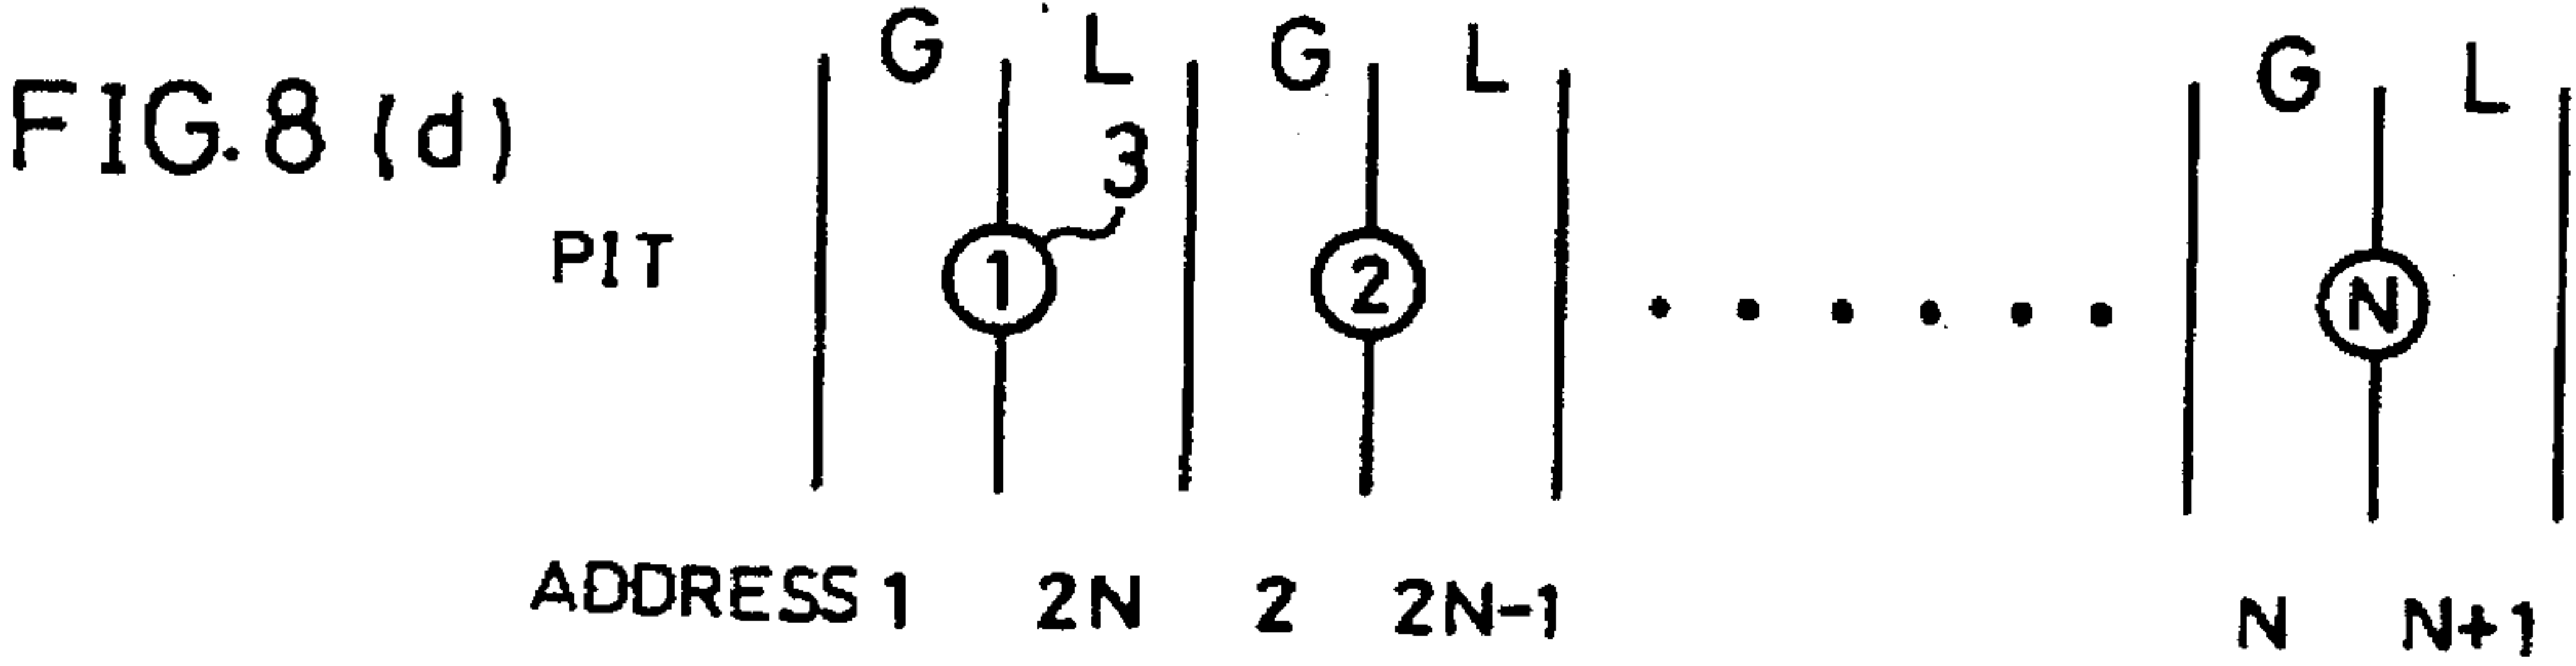 FIG.8 (d)
G L G L G L
3
PIT 1 2 ...... N
ADDRESS 1 2N 2 2N-1 N N+1